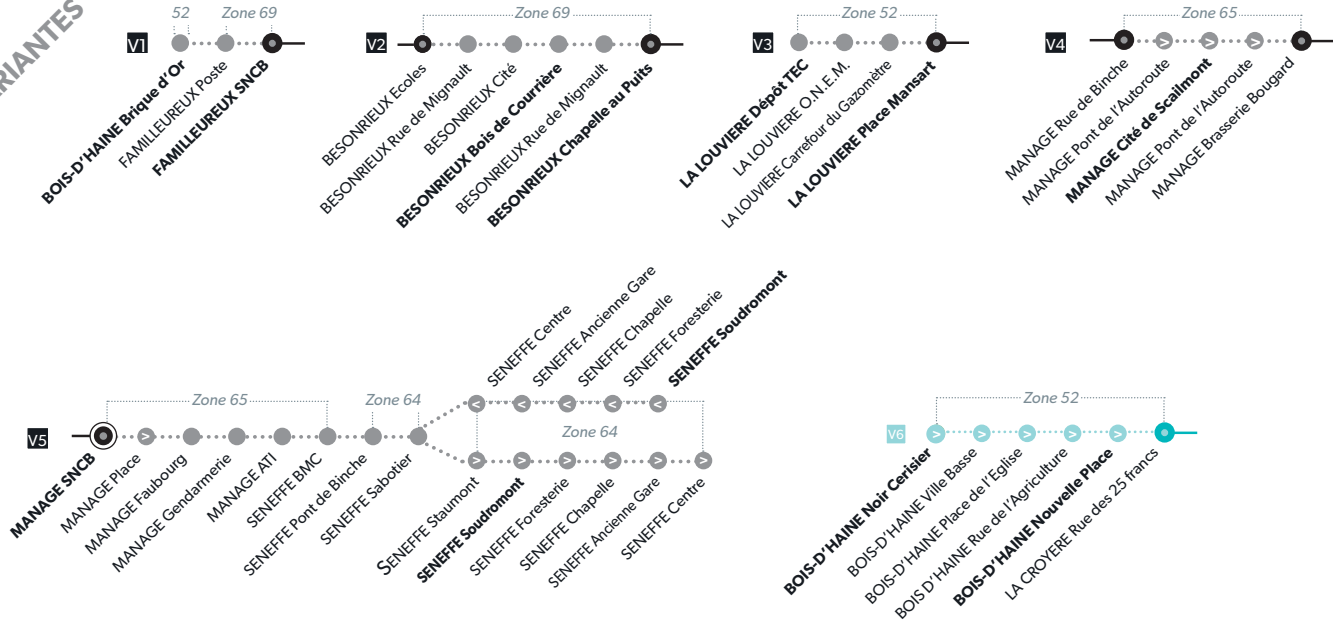 RIANTES
V1
52
Zone 69
BOIS-D'HAINE Brique d'Or
FAMILLEUREUX Poste
FAMILLEUREUX SNCB
V2
Zone 69
BESONRIEUX Ecoles
BESONRIEUX Rue de Mignault
BESONRIEUX Cité
BESONRIEUX Bois de Courrière
BESONRIEUX Rue de Mignault
BESONRIEUX Chapelle au Puits
V3
Zone 52
LA LOUVIERE Dépôt TEC
LA LOUVIERE O.N.E.M.
LA LOUVIERE Carrefour du Gazomètre
LA LOUVIERE Place Mansart
V4
Zone 65
MANAGE Rue de Binche
MANAGE Pont de l'Autoroute
MANAGE Cité de Scailmont
MANAGE Pont de l'Autoroute
MANAGE Brasserie Bougard
V5
Zone 65
Zone 64
MANAGE SNCB
MANAGE Place
MANAGE Faubourg
MANAGE Gendarmerie
MANAGE ATI
SENEFFE BMC
SENEFFE Pont de Binche
SENEFFE Sabotier
SENEFFE Centre
SENEFFE Ancienne Gare
SENEFFE Chapelle
SENEFFE Foresterie
SENEFFE Soudromont
Zone 64
SENEFFE Staumont
SENEFFE Soudromont
SENEFFE Foresterie
SENEFFE Chapelle
SENEFFE Ancienne Gare
SENEFFE Centre
V6
Zone 52
BOIS-D'HAINE Noir Cerisier
BOIS-D'HAINE Ville Basse
BOIS-D'HAINE Place de l'Eglise
BOIS D'HAINE Rue de l'Agriculture
BOIS-D'HAINE Nouvelle Place
LA CROYERE Rue des 25 francs